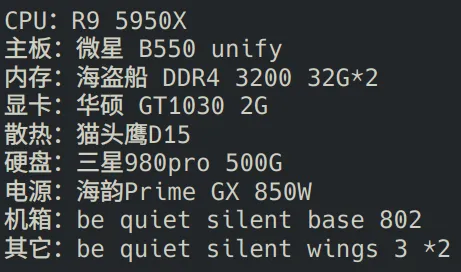 CPU: R9 5950X
主板: 微星 B550 unify
内存: 海盗船 DDR4 3200 32G*2
显卡: 华硕 GT1030 2G
散热: 猫头鹰D15
硬盘: 三星980pro 500G
电源: 海韵Prime GX 850W
机箱: be quiet silent base 802
其它: be quiet silent wings 3 *2